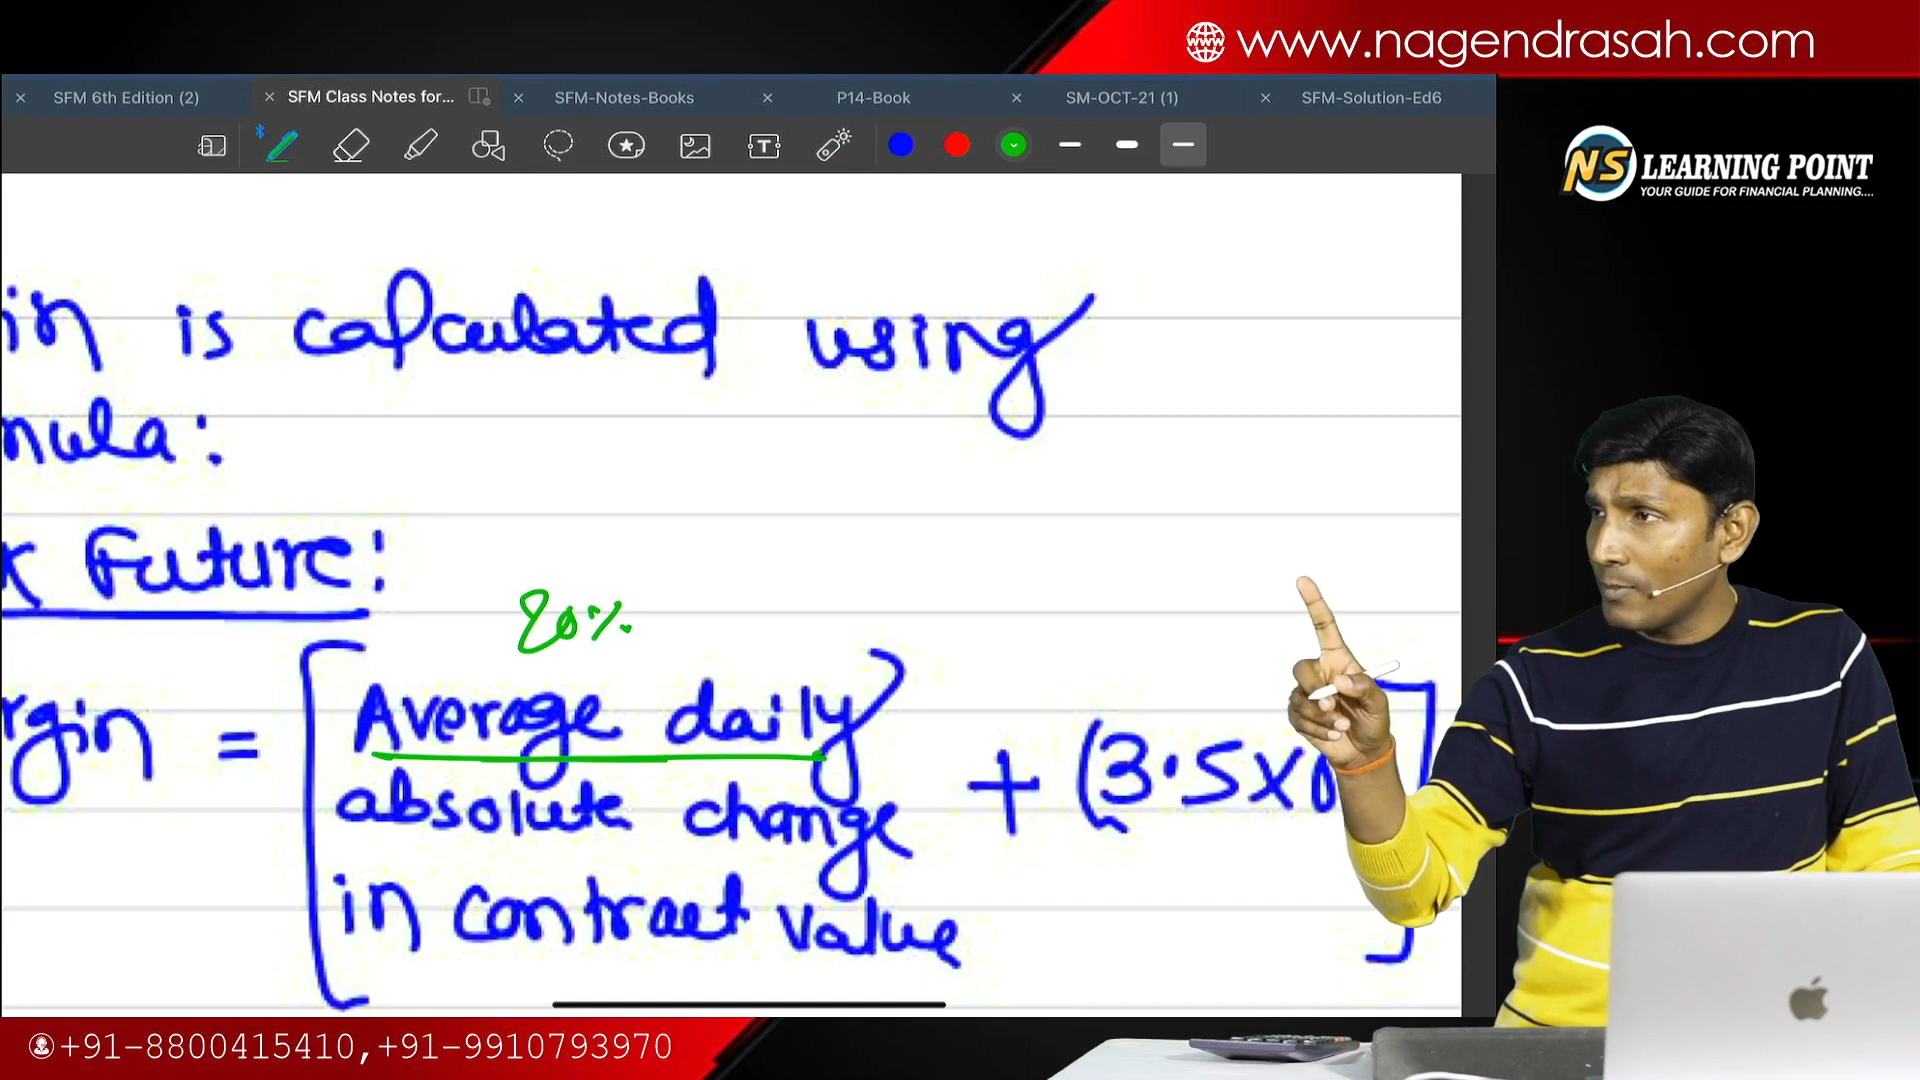 www.nagendrasah.com
SFM 6th Edition (2)
SFM Class Notes for...
SFM-Notes-Books
P14-Book
SM-OCT-21 (1)
SFM-Solution-Ed6
T
NS LEARNING POINT
YOUR GUIDE FOR FINANCIAL PLANNING....
in is calculated using
mula:
k Future:
20%
rgin = [Average daily
absolute change
in contract value
+ (3.5x
]
+91-8800415410,+91-9910793970